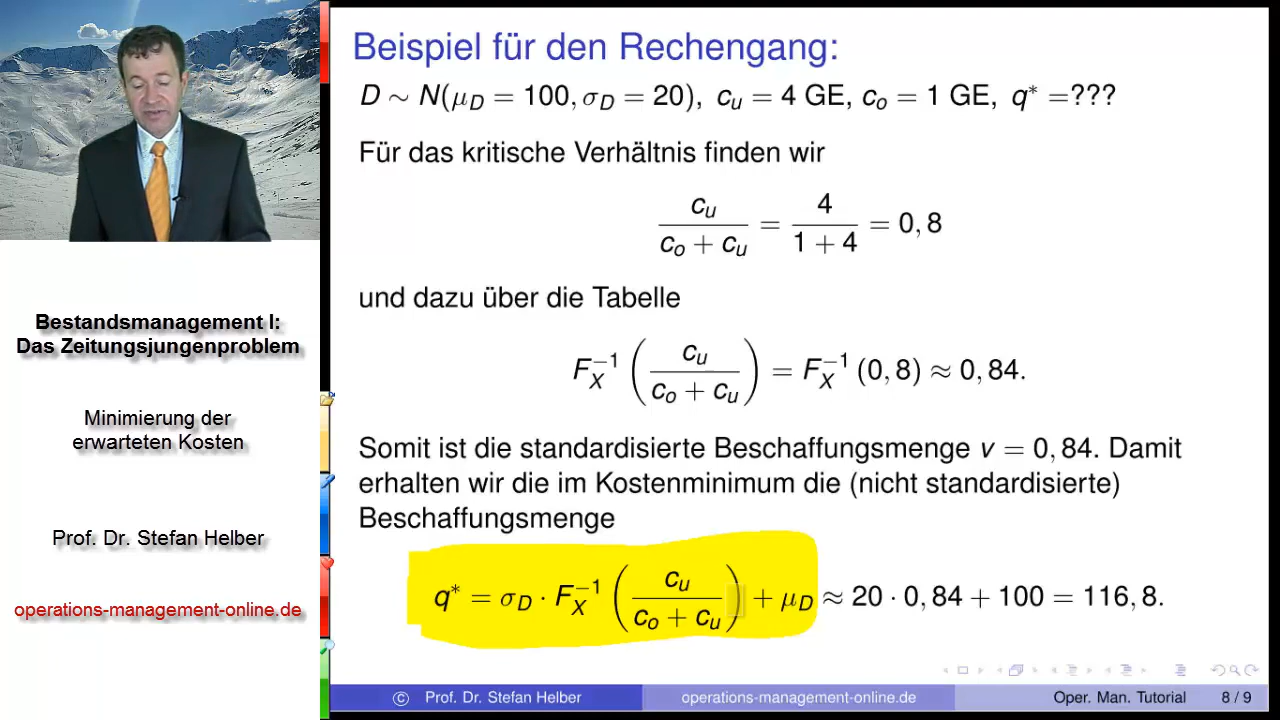 Beispiel für den Rechengang:
D ∼ N(μ_D = 100, σ_D = 20), c_u = 4 GE, c_o = 1 GE, q* =???
Für das kritische Verhältnis finden wir
c_u / (c_o + c_u) = 4 / (1 + 4) = 0, 8
und dazu über die Tabelle
F_X^{-1} (c_u / (c_o + c_u)) = F_X^{-1} (0, 8) ≈ 0, 84.
Somit ist die standardisierte Beschaffungsmenge v = 0, 84. Damit
erhalten wir die im Kostenminimum die (nicht standardisierte)
Beschaffungsmenge
q* = σ_D · F_X^{-1} (c_u / (c_o + c_u)) + μ_D ≈ 20 · 0, 84 + 100 = 116, 8.
Bestandsmanagement I:
Das Zeitungsjungenproblem
Minimierung der
erwarteten Kosten
Prof. Dr. Stefan Helber
operations-management-online.de
© Prof. Dr. Stefan Helber operations-management-online.de Oper. Man. Tutorial 8 / 9